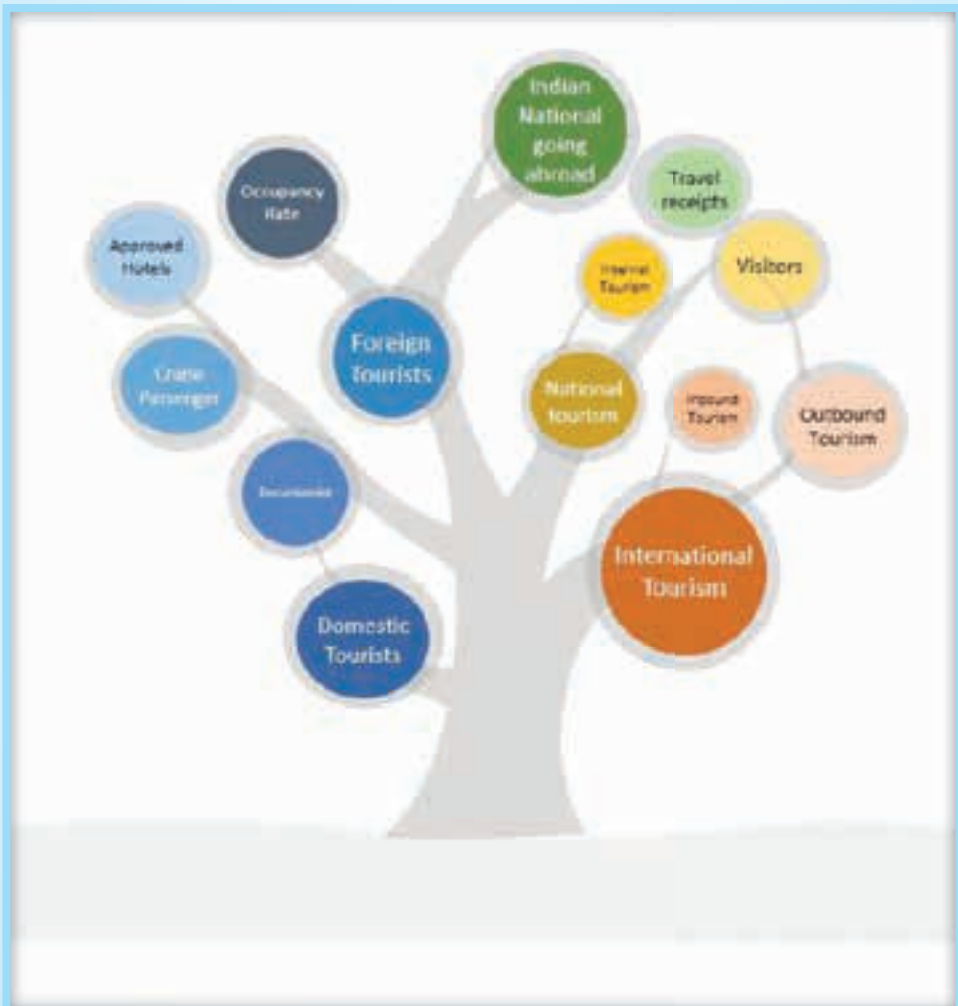 Indian
National
going
abroad
Occupancy
Rate
Travel
receipts
Approved
Hotels
Visitors
Tourism
Foreign
Tourists
Cruise
Passenger
National
tourism
Inbound
Tourism
Outbound
Tourism
International
Tourism
Domestic
Tourists